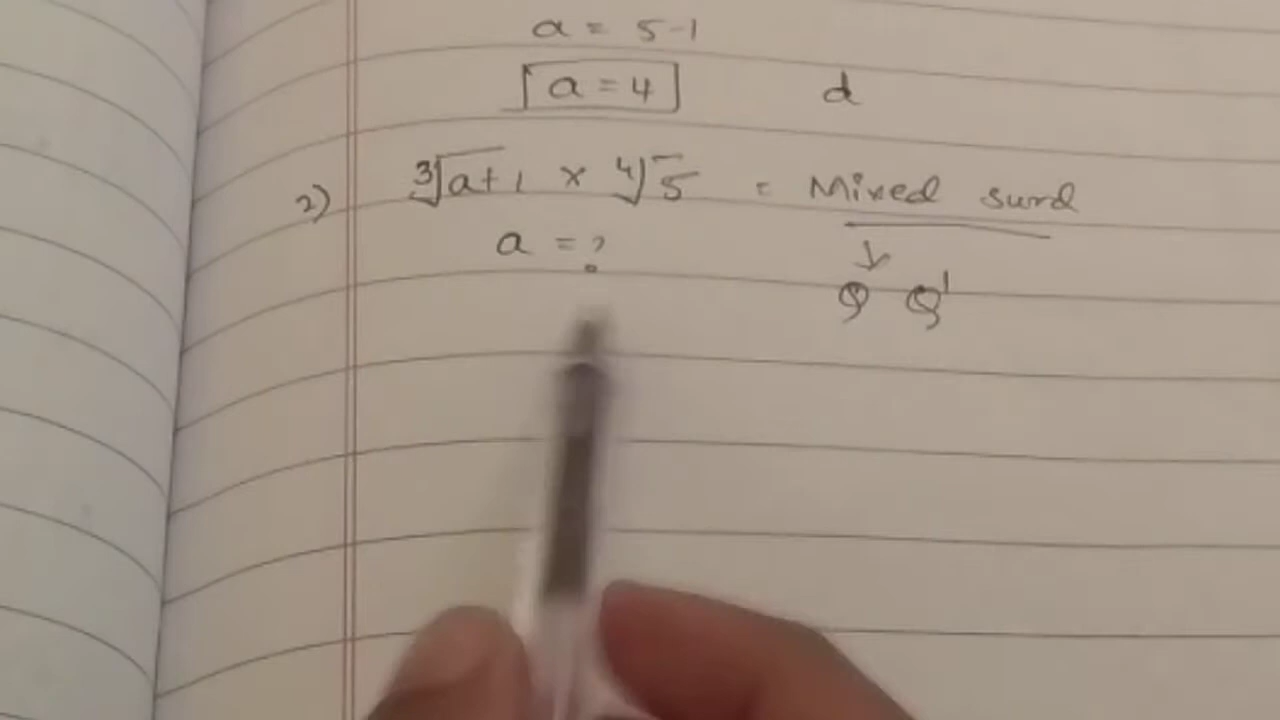 a = 5-1
a = 4 d
2) ∛a+1 × ∜5 = Mixed surd
a = ?
↓
Q Q'